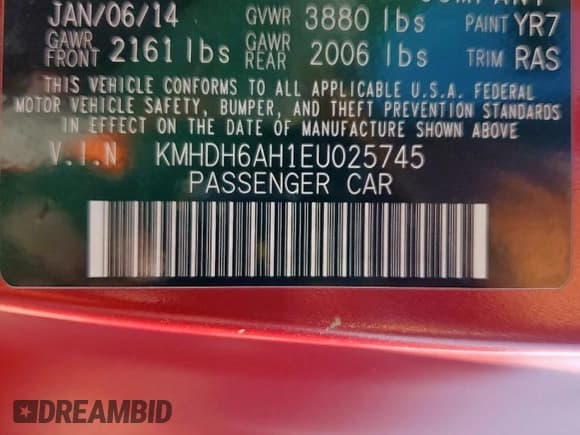 JAN/06/14 GVWR 3880 lbs PAINT YR7
GAWR FRONT 2161 lbs GAWR REAR 2006 lbs TRIM RAS
THIS VEHICLE CONFORMS TO ALL APPLICABLE U.S.A. FEDERAL
MOTOR VEHICLE SAFETY, BUMPER, AND THEFT PREVENTION STANDARDS
IN EFFECT ON THE DATE OF MANUFACTURE SHOWN ABOVE.
V.I.N KMHDH6AH1EU025745
PASSENGER CAR
DREAMBID